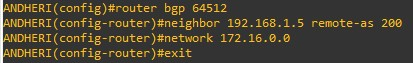 ANDHERI(config)#router bgp 64512
ANDHERI(config-router)#neighbor 192.168.1.5 remote-as 200
ANDHERI(config-router)#network 172.16.0.0
ANDHERI(config-router)#exit